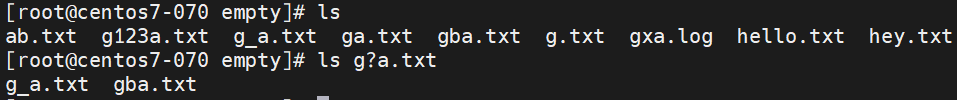 [root@centos7-070 empty]# ls
ab.txt  g123a.txt  g_a.txt  ga.txt  gba.txt  g.txt  gxa.log  hello.txt  hey.txt
[root@centos7-070 empty]# ls g?a.txt
g_a.txt  gba.txt